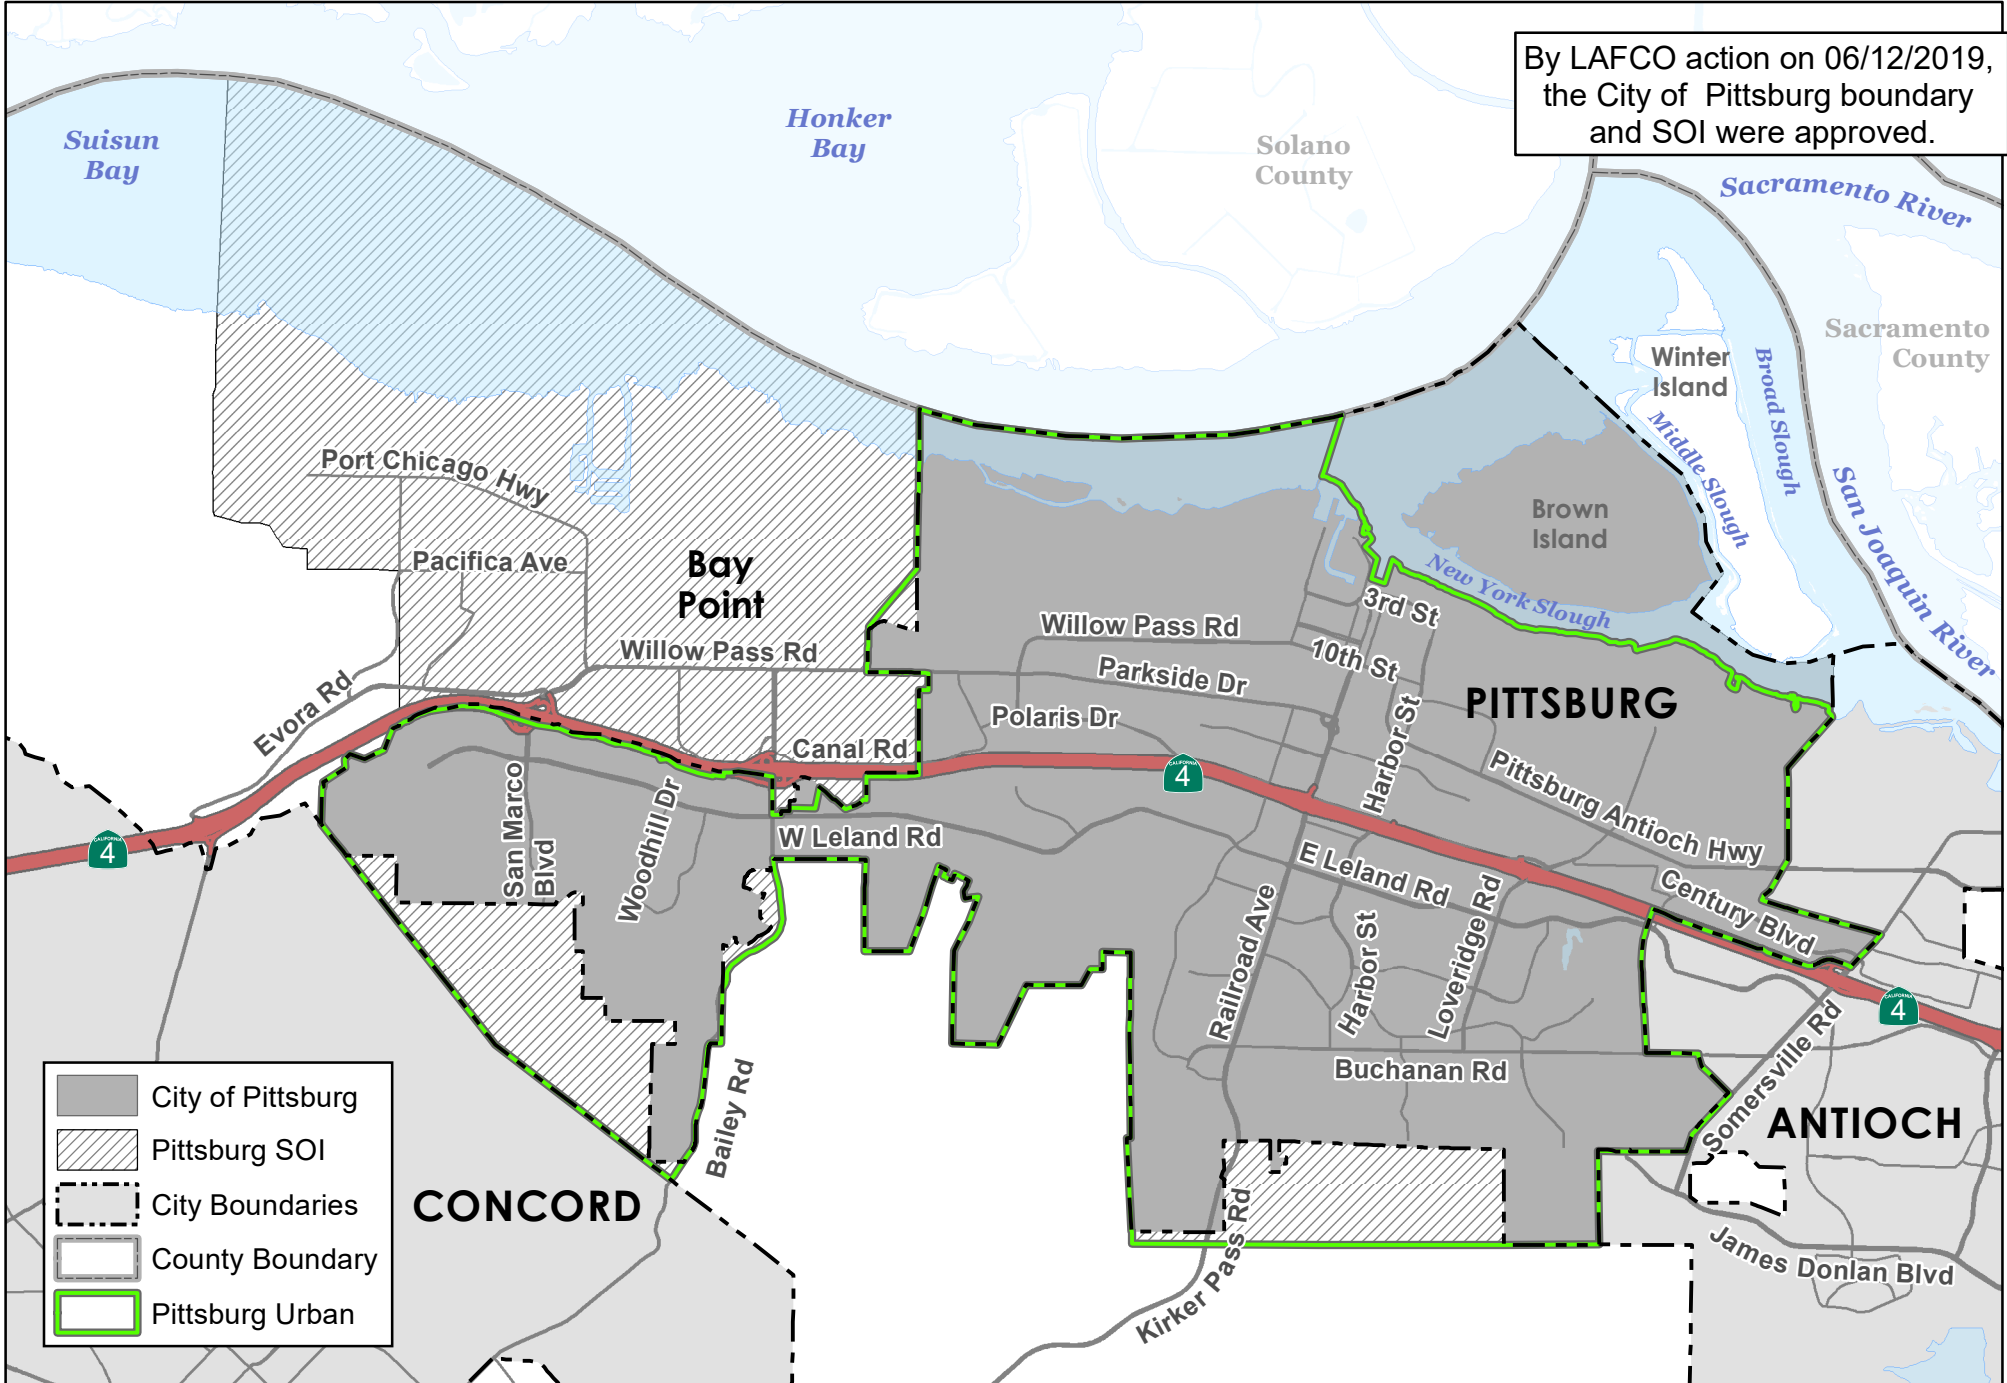 By LAFCO action on 06/12/2019,
the City of Pittsburg boundary
and SOI were approved.
Suisun
Bay
Honker
Bay
Solano
County
Sacramento River
Sacramento
County
Winter
Island
Broad Slough
Middle Slough
San Joaquin River
Brown
Island
New York Slough
Port Chicago Hwy
Pacifica Ave
Bay
Point
Willow Pass Rd
Willow Pass Rd
3rd St
10th St
Parkside Dr
Polaris Dr
Harbor St
PITTSBURG
Evora Rd
Canal Rd
CALIFORNIA
4
Pittsburg Antioch Hwy
San Marco
Blvd
Woodhill Dr
W Leland Rd
CALIFORNIA
4
E Leland Rd
Century Blvd
Railroad Ave
Harbor St
Loveridge Rd
CALIFORNIA
4
Somersville Rd
Buchanan Rd
Bailey Rd
ANTIOCH
CONCORD
Kirker Pass Rd
James Donlan Blvd
City of Pittsburg
Pittsburg SOI
City Boundaries
County Boundary
Pittsburg Urban